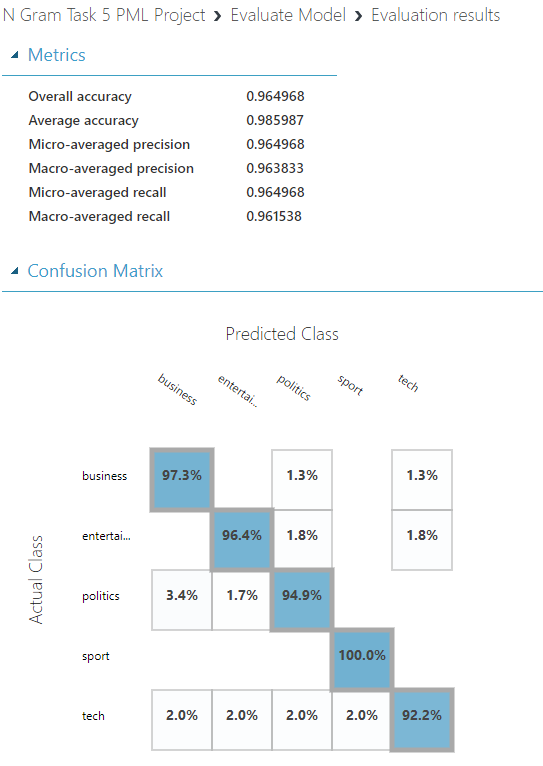 N Gram Task 5 PML Project › Evaluate Model › Evaluation results
Metrics
Overall accuracy 0.964968
Average accuracy 0.985987
Micro-averaged precision 0.964968
Macro-averaged precision 0.963833
Micro-averaged recall 0.964968
Macro-averaged recall 0.961538
Confusion Matrix
Predicted Class
business entertai... politics sport tech
Actual Class
business 97.3% 1.3% 1.3%
entertai... 96.4% 1.8% 1.8%
politics 3.4% 1.7% 94.9%
sport 100.0%
tech 2.0% 2.0% 2.0% 2.0% 92.2%